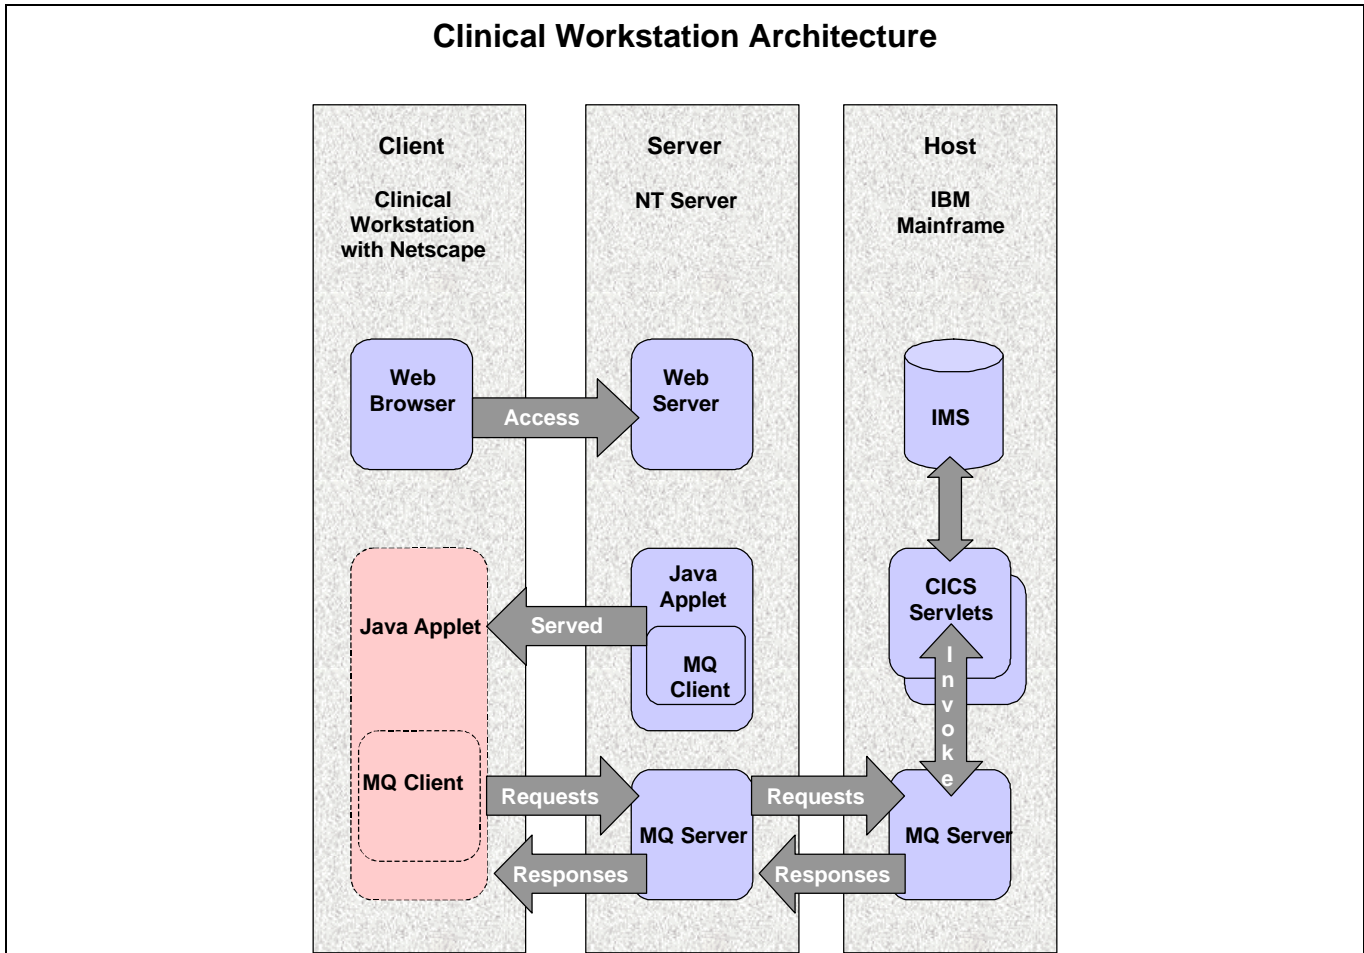 Clinical Workstation Architecture
Client
Clinical
Workstation
with Netscape
Server
NT Server
Host
IBM
Mainframe
Web
Browser
Access
Web
Server
IMS
Java Applet
Served
Java
Applet
MQ
Client
CICS
Servlets
Invoke
MQ Client
Requests
Responses
MQ Server
Requests
Responses
MQ Server